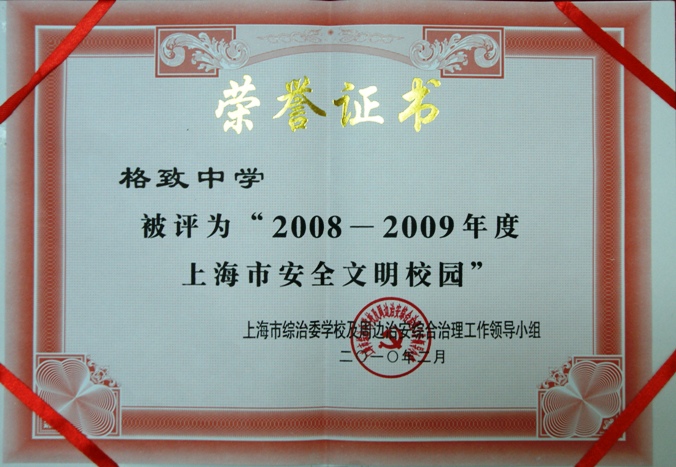 荣誉证书
格致中学
被评为“2008－2009年度
上海市安全文明校园”
上海市综治委学校及周边治安综合治理工作领导小组
二〇一〇年二月